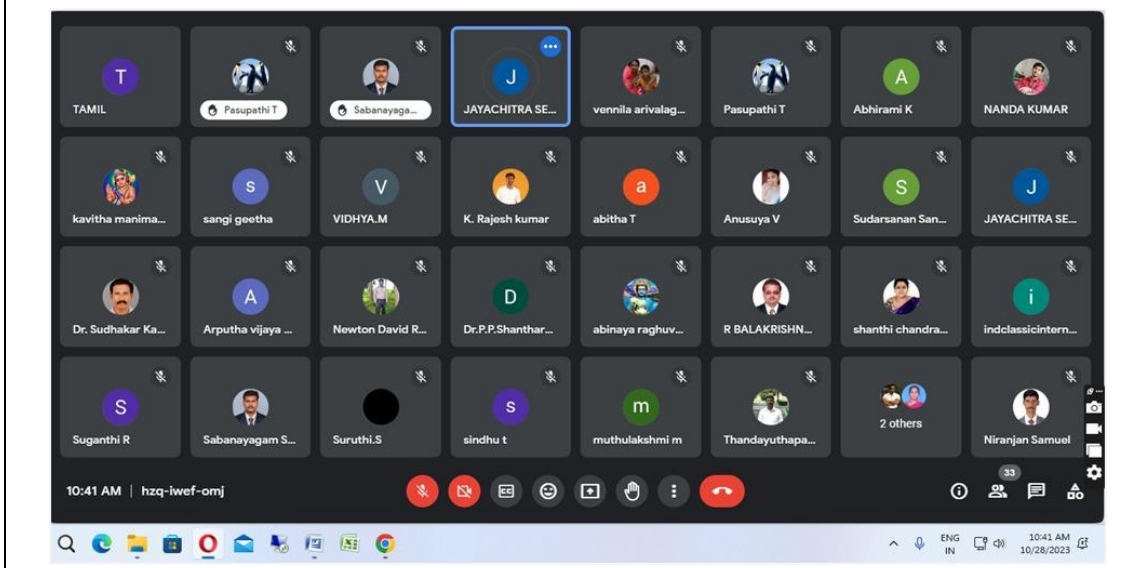 T
TAMIL
Pasupathi T
Sabanayaga...
J
JAYACHITRA SE...
vennila arivalag...
Pasupathi T
A
Abhirami K
NANDA KUMAR
kavitha manima...
s
sangi geetha
V
VIDHYA.M
K. Rajesh kumar
a
abitha T
Anusuya V
S
Sudarsanan San...
J
JAYACHITRA SE...
Dr. Sudhakar Ka...
A
Arputha vijaya ...
Newton David R...
D
Dr.P.P.Shanthar...
abinaya raghuv...
R BALAKRISHN...
shanthi chandra...
i
indclassicintern...
S
Suganthi R
Sabanayagam S...
Suruthi.S
s
sindhu t
m
muthulakshmi m
Thandayuthapa...
2 others
Niranjan Samuel
10:41 AM | hzq-iwef-omj
CC
33
ENG
IN
10:41 AM
10/28/2023